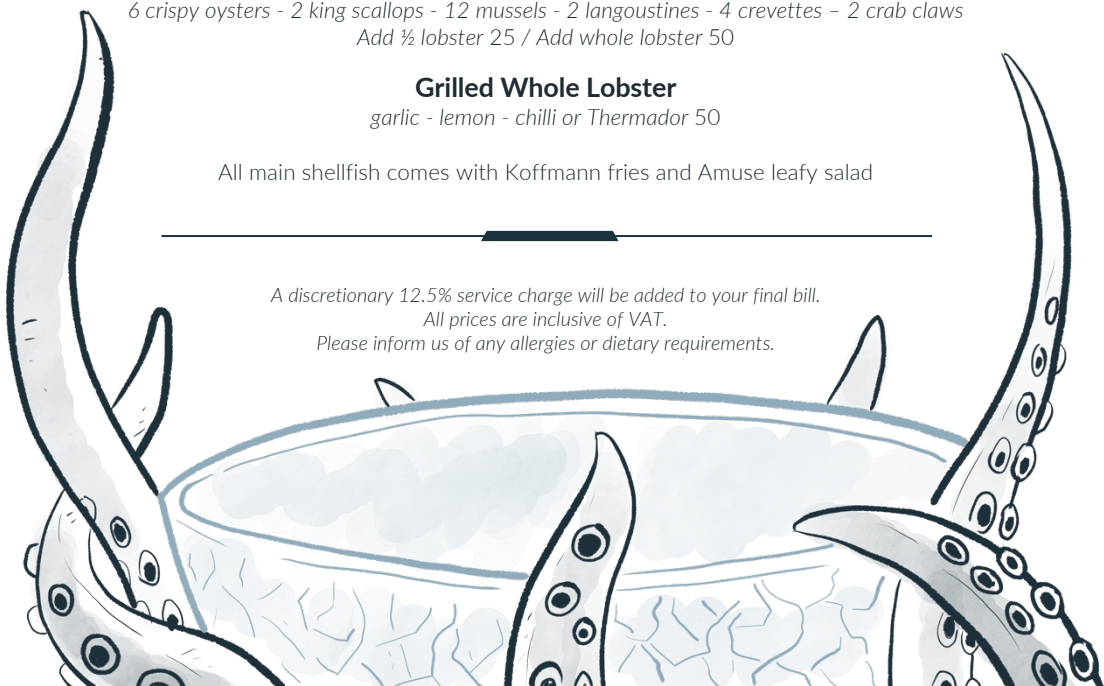 6 crispy oysters - 2 king scallops - 12 mussels - 2 langoustines - 4 crevettes – 2 crab claws
Add ½ lobster 25 / Add whole lobster 50
Grilled Whole Lobster
garlic - lemon - chilli or Thermador 50
All main shellfish comes with Koffmann fries and Amuse leafy salad
A discretionary 12.5% service charge will be added to your final bill.
All prices are inclusive of VAT.
Please inform us of any allergies or dietary requirements.